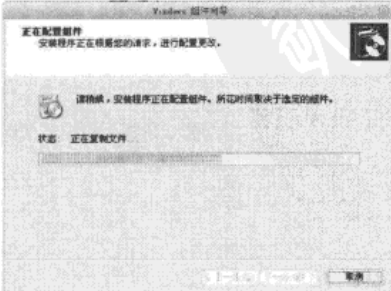 Windows 组件向导
正在配置组件
安装程序正在根据您的请求，进行配置更改。
请稍候，安装程序正在配置组件。所花时间取决于选定的组件。
状态: 正在复制文件...
取消